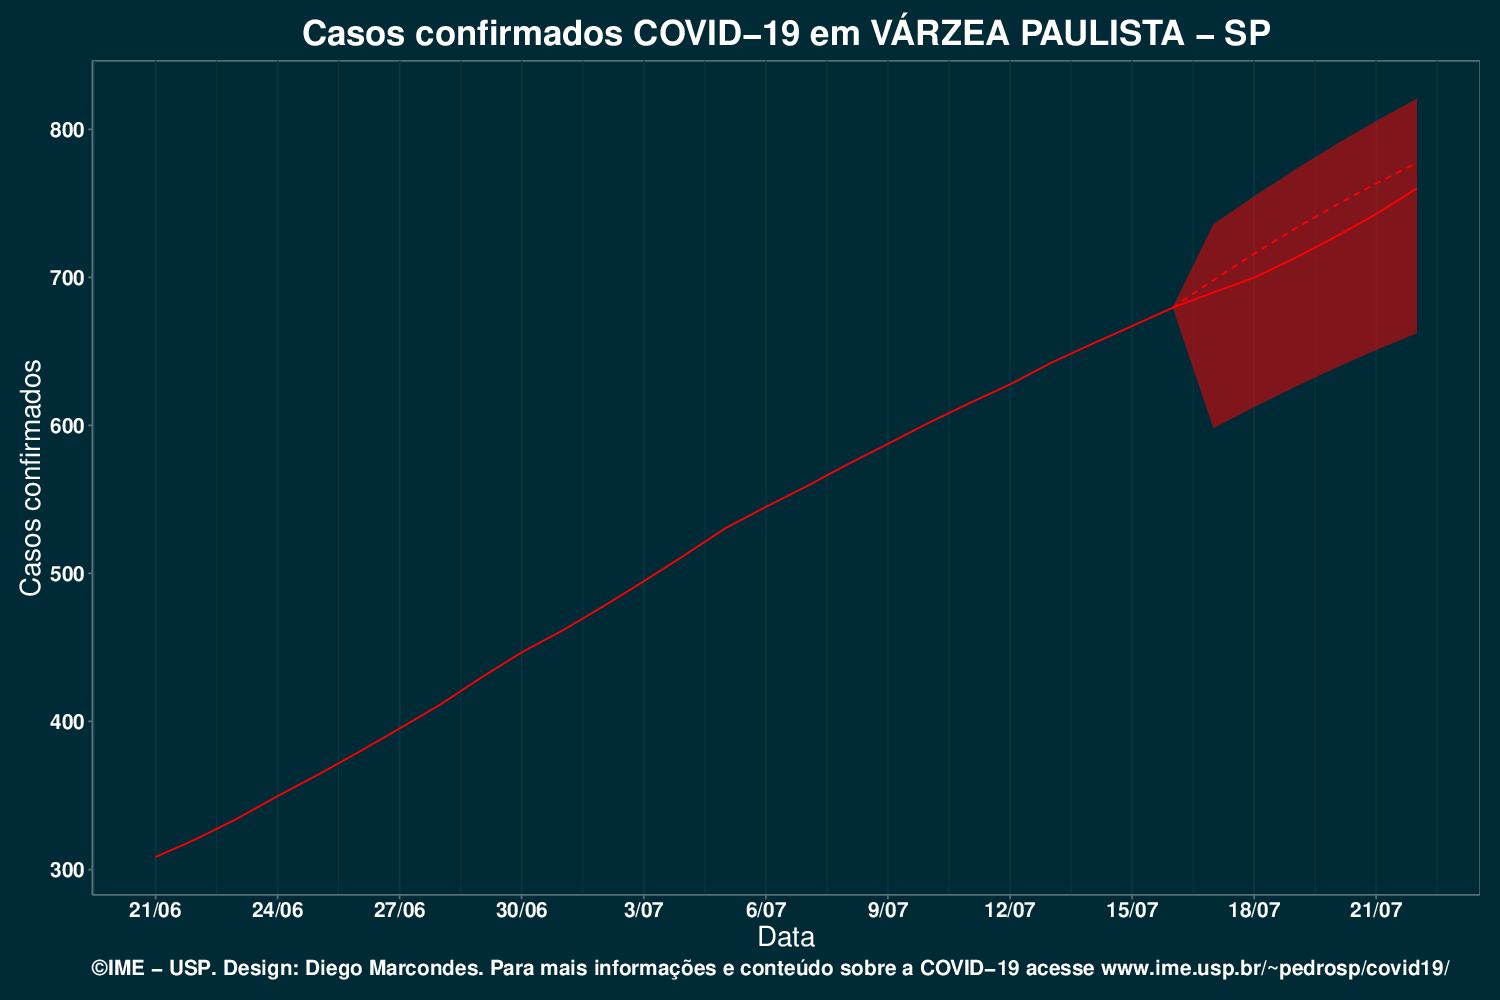 Casos confirmados COVID−19 em VÁRZEA PAULISTA − SP
Casos confirmados
800
700
600
500
400
300
21/06 24/06 27/06 30/06 3/07 6/07 9/07 12/07 15/07 18/07 21/07
Data
©IME − USP. Design: Diego Marcondes. Para mais informações e conteúdo sobre a COVID−19 acesse www.ime.usp.br/~pedrosp/covid19/